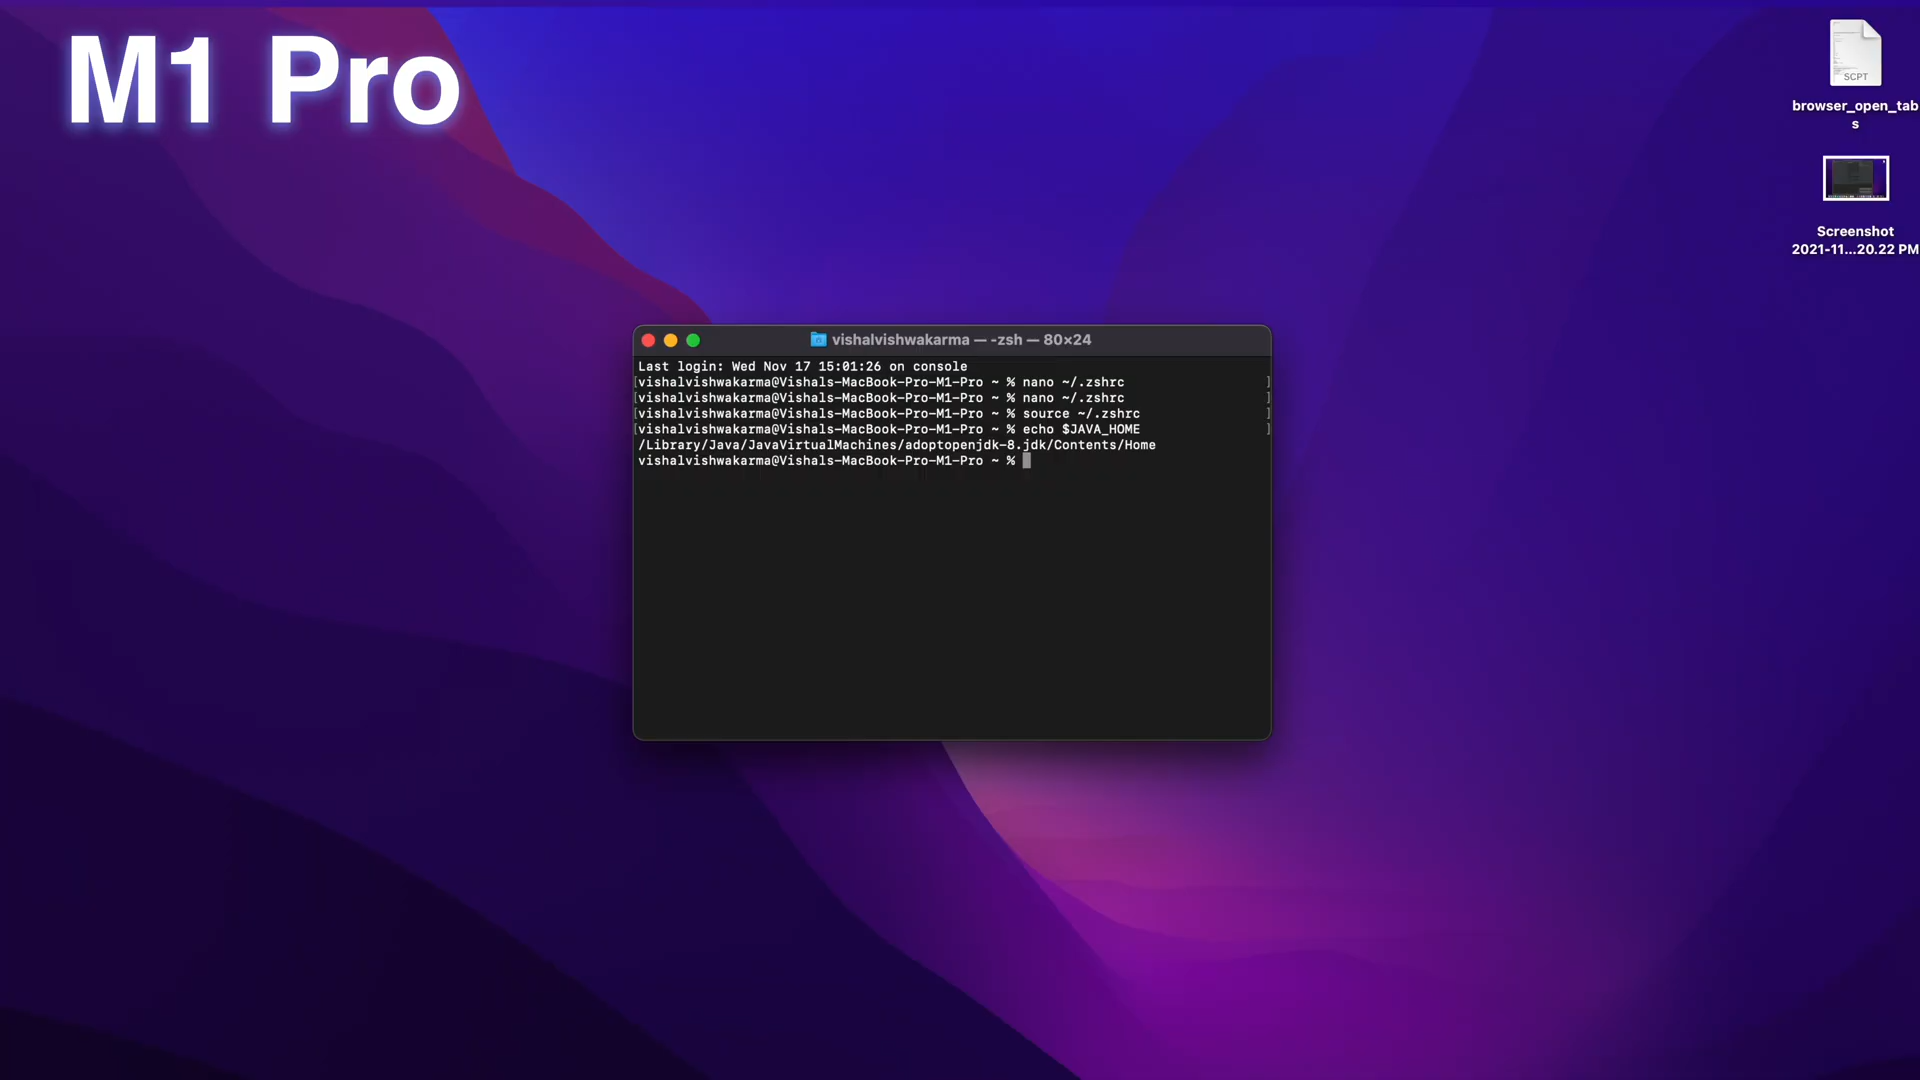 M1 Pro
SCPT
browser_open_tab
s
Screenshot
2021-11...20.22 PM
vishalvishwakarma — -zsh — 80×24
Last login: Wed Nov 17 15:01:26 on console
[vishalvishwakarma@Vishals-MacBook-Pro-M1-Pro ~ % nano ~/.zshrc ]
[vishalvishwakarma@Vishals-MacBook-Pro-M1-Pro ~ % nano ~/.zshrc ]
[vishalvishwakarma@Vishals-MacBook-Pro-M1-Pro ~ % source ~/.zshrc ]
[vishalvishwakarma@Vishals-MacBook-Pro-M1-Pro ~ % echo $JAVA_HOME ]
/Library/Java/JavaVirtualMachines/adoptopenjdk-8.jdk/Contents/Home
vishalvishwakarma@Vishals-MacBook-Pro-M1-Pro ~ %